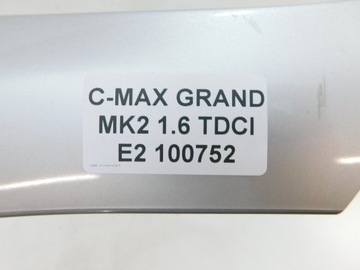 C-MAX GRAND
MK2 1.6 TDCI
E2 100752